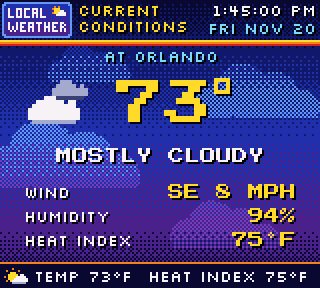 LOCAL WEATHER
CURRENT CONDITIONS
1:45:00 PM
FRI NOV 20
AT ORLANDO
73°
MOSTLY CLOUDY
WIND SE 8 MPH
HUMIDITY 94%
HEAT INDEX 75°F
TEMP 73°F HEAT INDEX 75°F